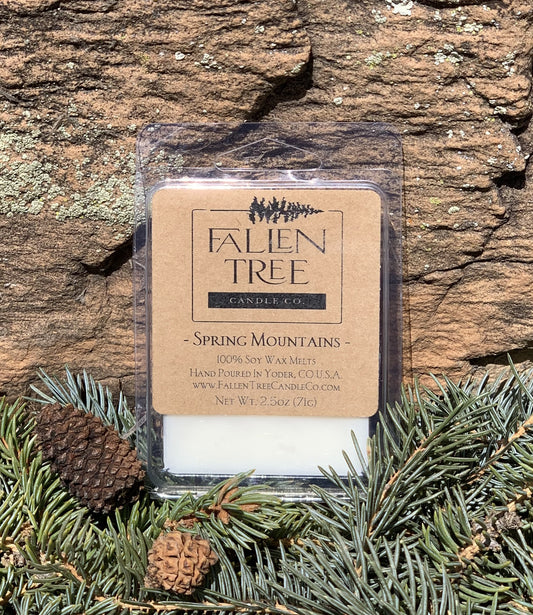 FALLEN
TREE
CANDLE CO.
- Spring Mountains -
100% Soy Wax Melts
Hand Poured In Yoder, CO.U.S.A.
www.FallenTreeCandleCo.com
Net Wt. 2.5oz (71g)